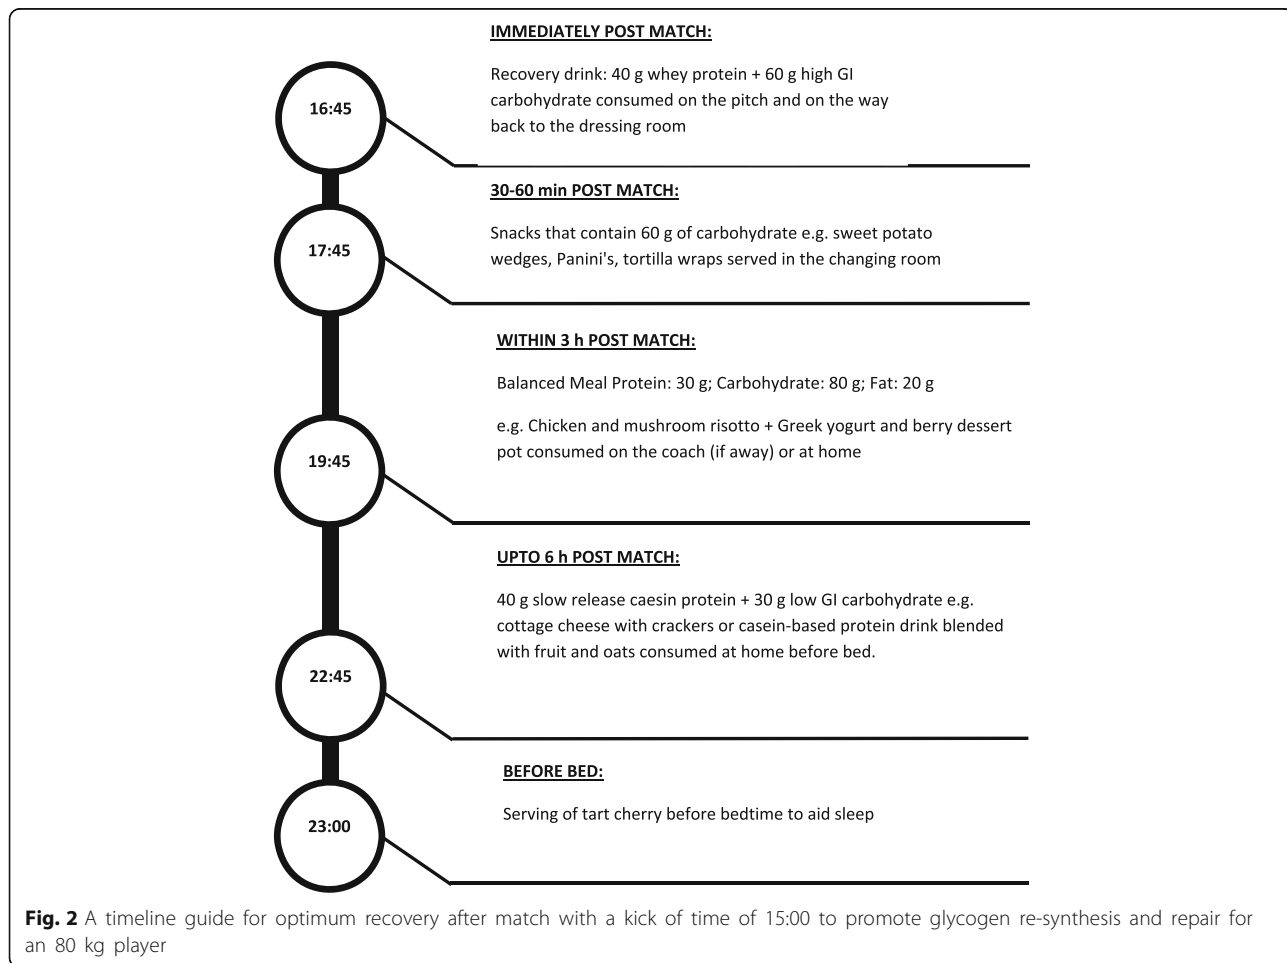 IMMEDIATELY POST MATCH:
Recovery drink: 40 g whey protein + 60 g high GI
carbohydrate consumed on the pitch and on the way
back to the dressing room
16:45
30-60 min POST MATCH:
Snacks that contain 60 g of carbohydrate e.g. sweet potato
wedges, Panini's, tortilla wraps served in the changing room
17:45
WITHIN 3 h POST MATCH:
Balanced Meal Protein: 30 g; Carbohydrate: 80 g; Fat: 20 g
e.g. Chicken and mushroom risotto + Greek yogurt and berry dessert
pot consumed on the coach (if away) or at home
19:45
UPTO 6 h POST MATCH:
40 g slow release caesin protein + 30 g low GI carbohydrate e.g.
cottage cheese with crackers or casein-based protein drink blended
with fruit and oats consumed at home before bed.
22:45
BEFORE BED:
Serving of tart cherry before bedtime to aid sleep
23:00
Fig. 2 A timeline guide for optimum recovery after match with a kick of time of 15:00 to promote glycogen re-synthesis and repair for
an 80 kg player